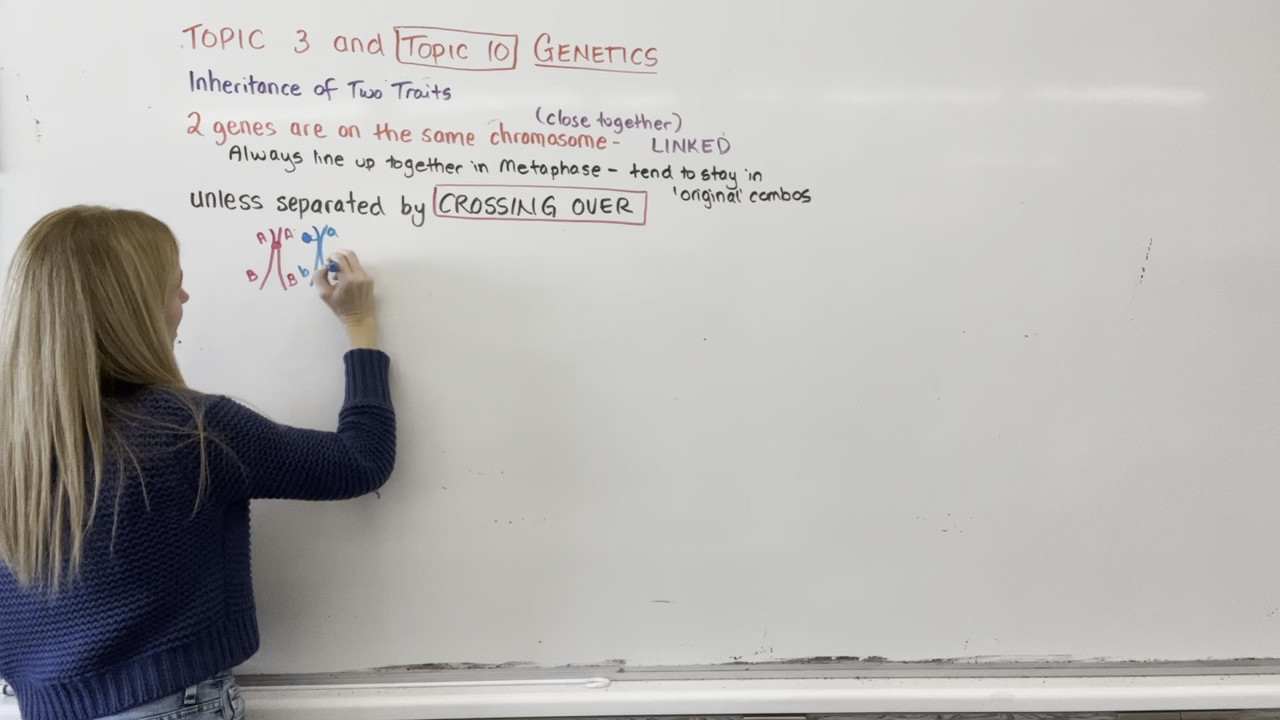 TOPIC 3 and TOPIC 10 GENETICS
Inheritance of Two Traits
(close together)
2 genes are on the same chromosome - LINKED
Always line up together in Metaphase - tend to stay in
'original' combos
unless separated by CROSSING OVER
A A a a
B B b